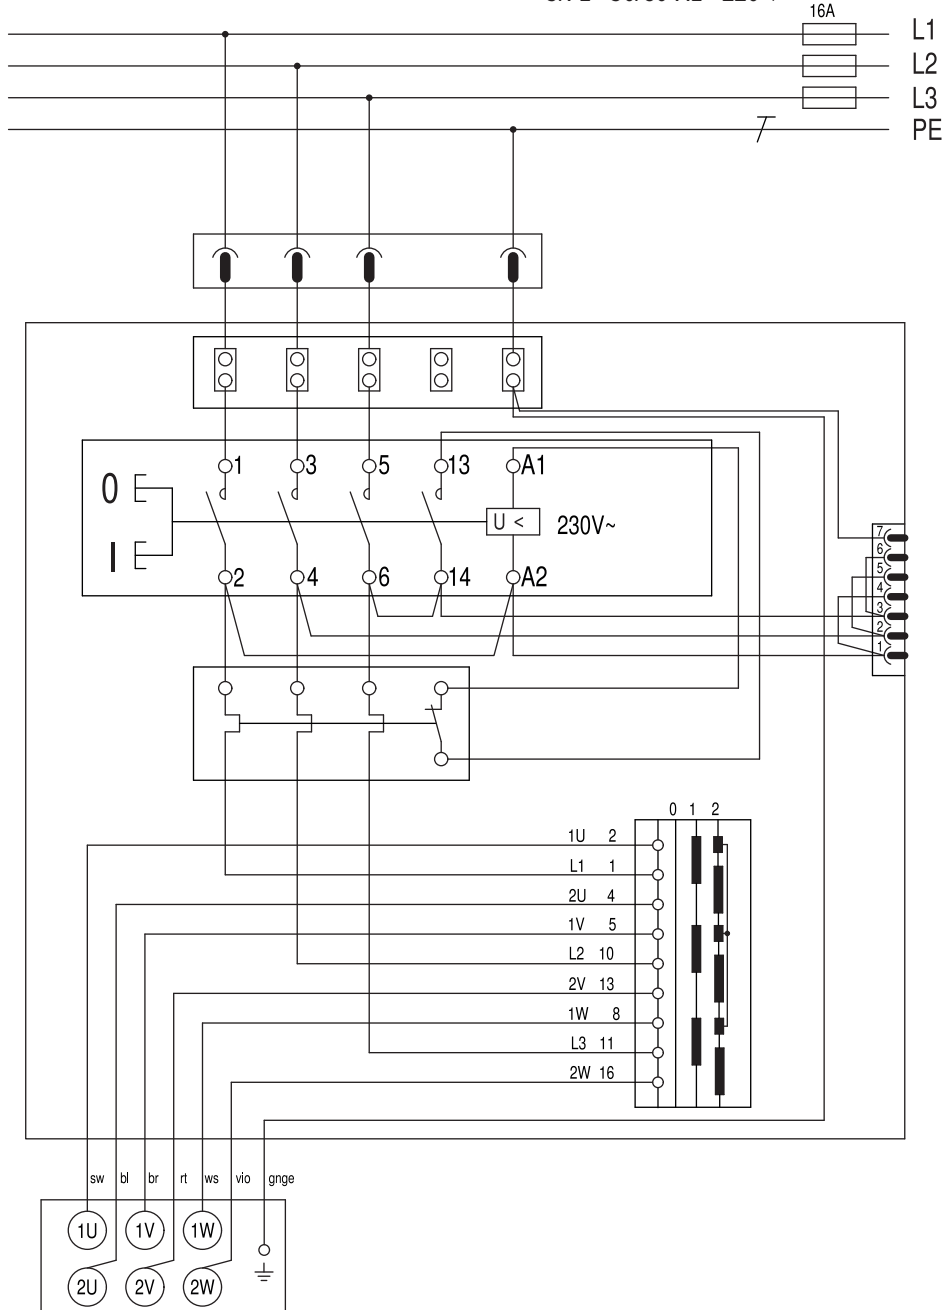 16A
L1
L2
L3
PE
1 3 5 13 A1
0
U < 230V~
I
2 4 6 14 A2
7
6
5
4
3
2
1
0 1 2
1U 2
L1 1
2U 4
1V 5
L2 10
2V 13
1W 8
L3 11
2W 16
sw bl br rt ws vio gnge
1U 1V 1W
2U 2V 2W